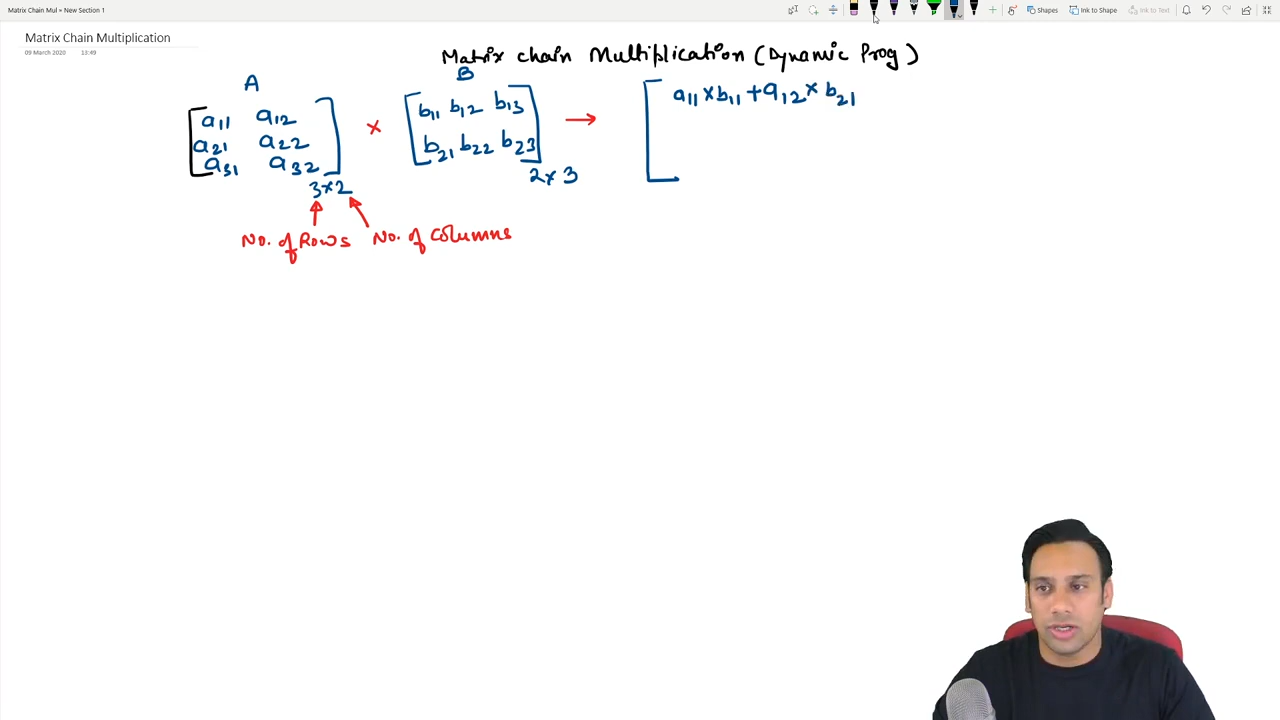 Matrix Chain Mul » New Section 1
Shapes
Ink to Shape
Ink to Text
Matrix Chain Multiplication
09 March 2020 13:49
Matrix chain Multiplication (Dynamic Prog)
A
B
a11 a12
a21 a22
a31 a32
3×2
×
b11 b12 b13
b21 b22 b23
2×3
→
a11×b11+a12×b21
No. of Rows
No. of Columns